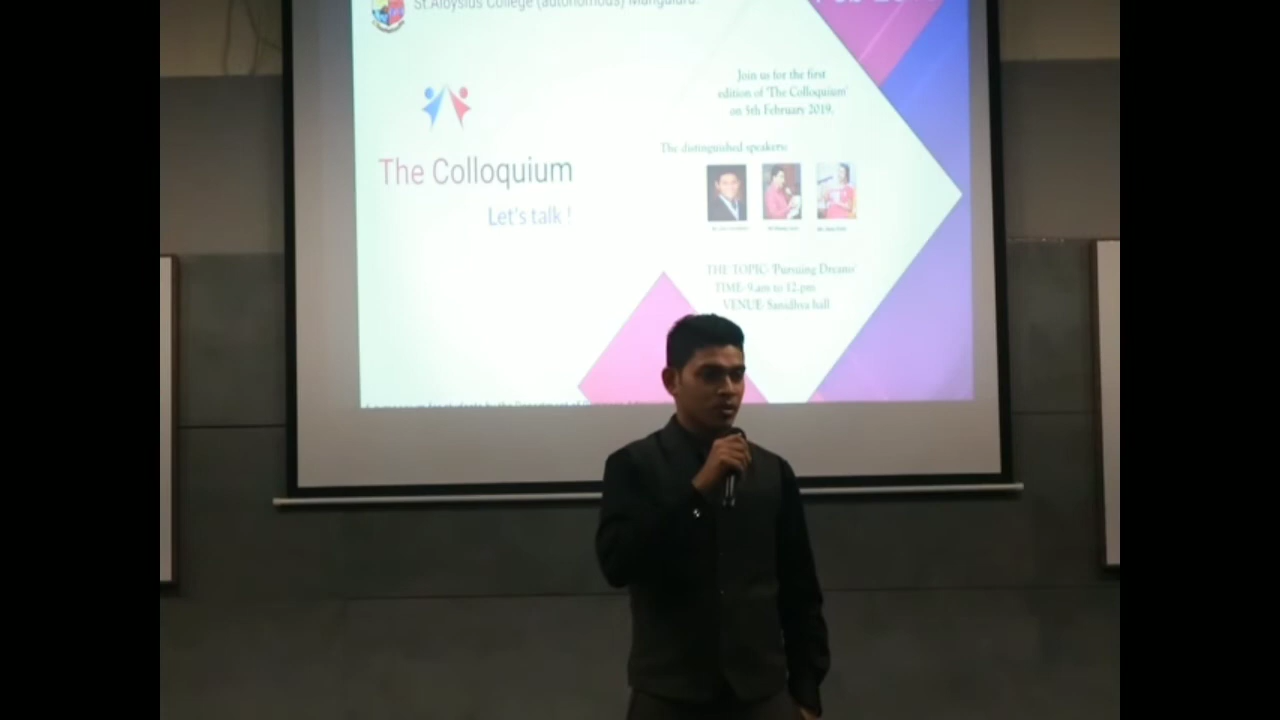 St.Aloysius College (autonomous) Mangaluru.
Join us for the first
edition of 'The Colloquium'
on 5th February 2019.
The distinguished speakers:
The Colloquium
Let's talk !
THE TOPIC- 'Pursuing Dreams'
TIME- 9.am to 12.pm
VENUE- Sanidhya hall